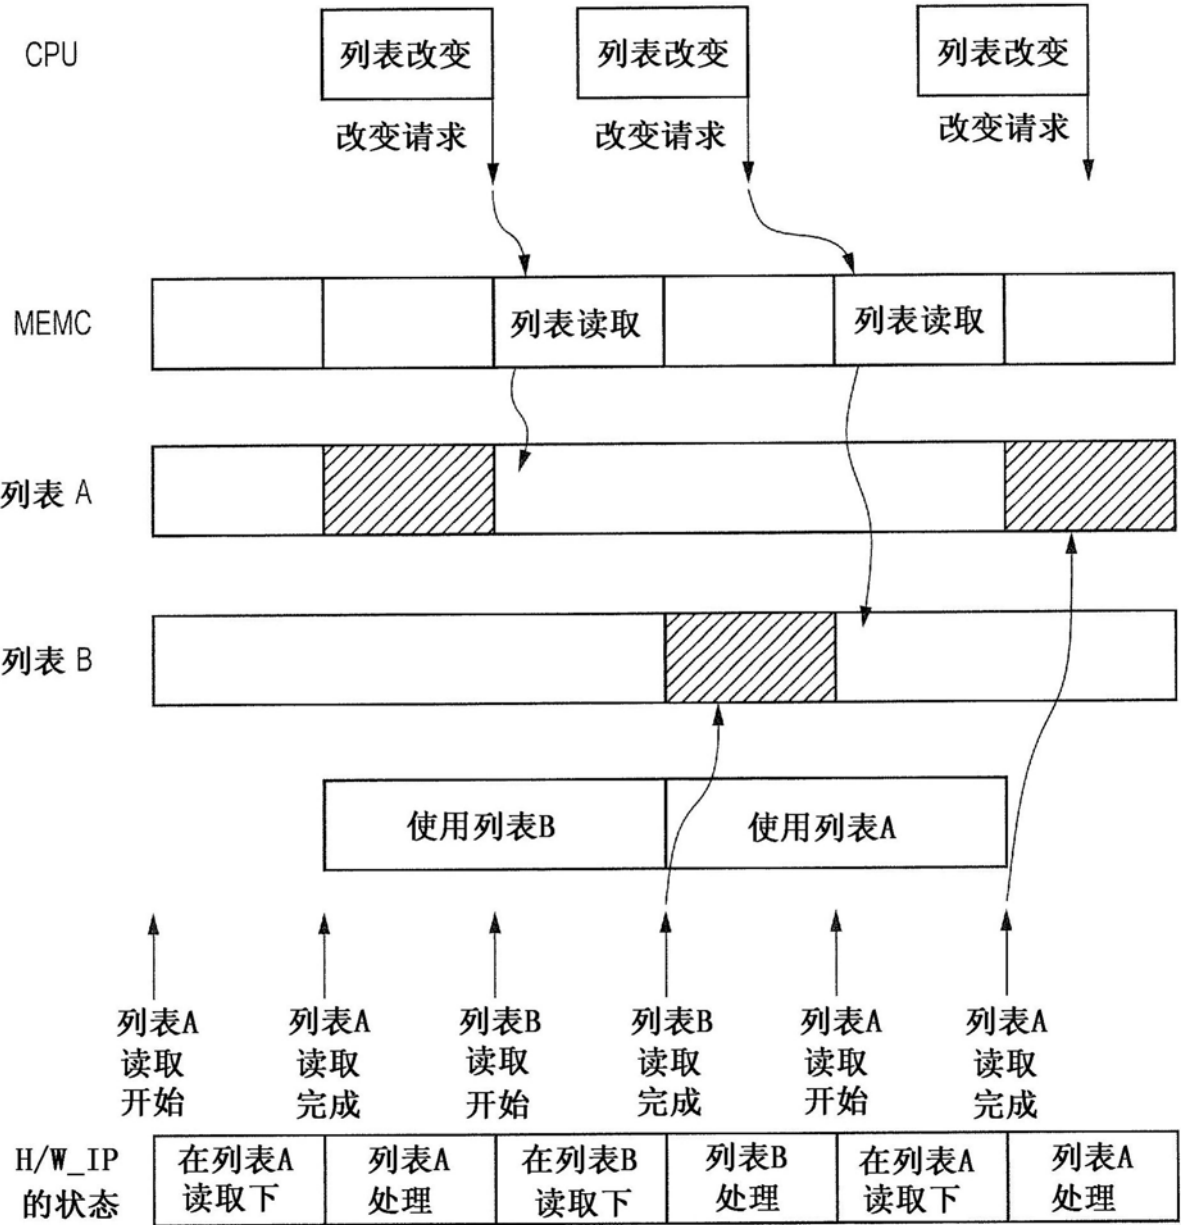 CPU
列表改变
列表改变
列表改变
改变请求
改变请求
改变请求
MEMC
列表读取
列表读取
列表 A
列表 B
使用列表B
使用列表A
列表A
读取
开始
列表A
读取
完成
列表B
读取
开始
列表B
读取
完成
列表A
读取
开始
列表A
读取
完成
H/W_IP
的状态
在列表A
读取下
列表A
处理
在列表B
读取下
列表B
处理
在列表A
读取下
列表A
处理